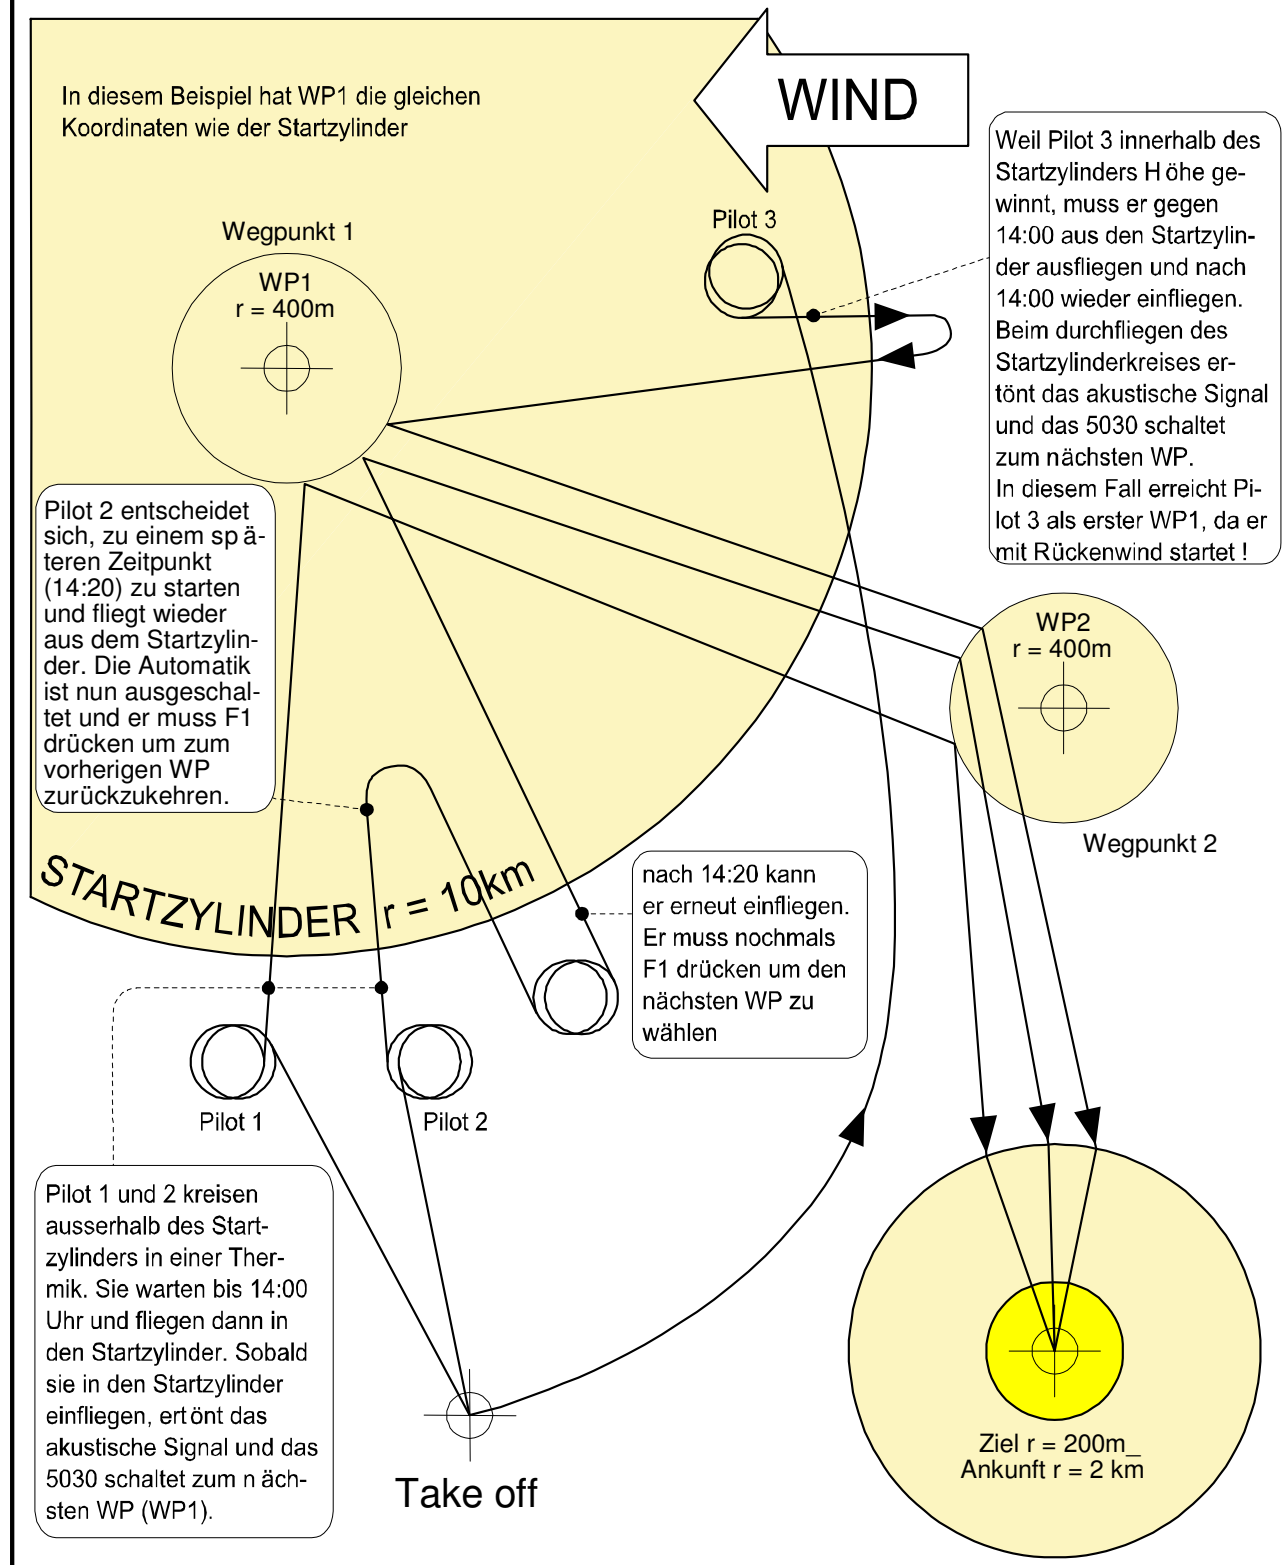 In diesem Beispiel hat WP1 die gleichen
Koordinaten wie der Startzylinder
WIND
Weil Pilot 3 innerhalb des
Startzylinders Höhe ge-
winnt, muss er gegen
14:00 aus den Startzylin-
der ausfliegen und nach
14:00 wieder einfliegen.
Beim durchfliegen des
Startzylinderkreises er-
tönt das akustische Signal
und das 5030 schaltet
zum nächsten WP.
In diesem Fall erreicht Pi-
lot 3 als erster WP1, da er
mit Rückenwind startet !
Pilot 3
Wegpunkt 1
WP1
r = 400m
Pilot 2 entscheidet
sich, zu einem spä-
teren Zeitpunkt
(14:20) zu starten
und fliegt wieder
aus dem Startzylin-
der. Die Automatik
ist nun ausgeschal-
tet und er muss F1
drücken um zum
vorherigen WP
zurückzukehren.
WP2
r = 400m
Wegpunkt 2
STARTZYLINDER r = 10km
nach 14:20 kann
er erneut einfliegen.
Er muss nochmals
F1 drücken um den
nächsten WP zu
wählen
Pilot 1
Pilot 2
Pilot 1 und 2 kreisen
ausserhalb des Start-
zylinders in einer Ther-
mik. Sie warten bis 14:00
Uhr und fliegen dann in
den Startzylinder. Sobald
sie in den Startzylinder
einfliegen, ertönt das
akustische Signal und das
5030 schaltet zum näch-
sten WP (WP1).
Take off
Ziel r = 200m_
Ankunft r = 2 km